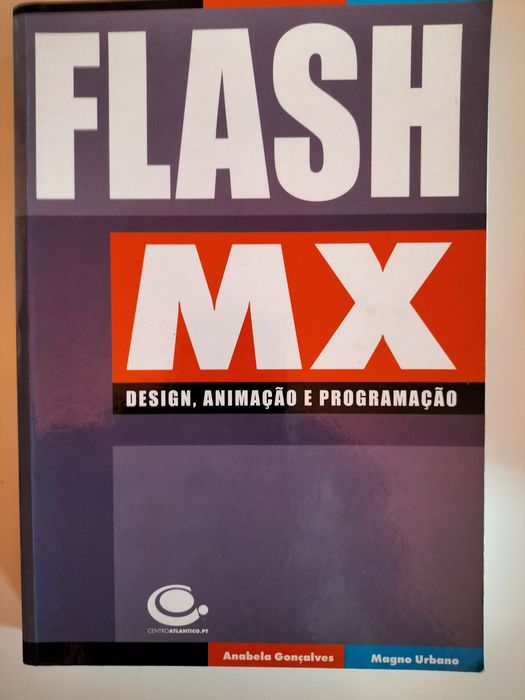 FLASH
MX
DESIGN, ANIMAÇÃO E PROGRAMAÇÃO
CENTROATLANTICO.PT
Anabela Gonçalves Magno Urbano